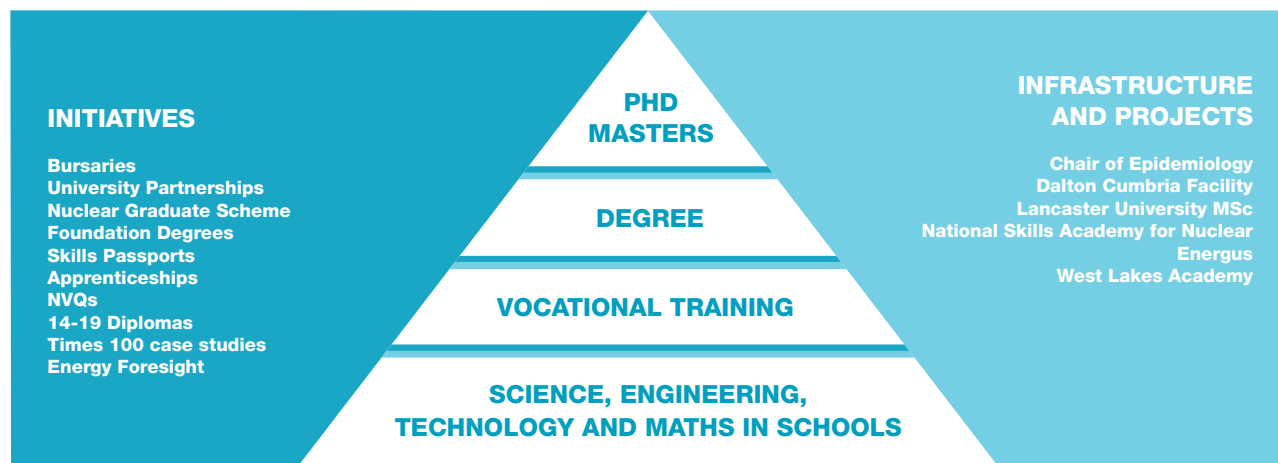 INITIATIVES
Bursaries
University Partnerships
Nuclear Graduate Scheme
Foundation Degrees
Skills Passports
Apprenticeships
NVQs
14-19 Diplomas
Times 100 case studies
Energy Foresight
PHD
MASTERS
DEGREE
VOCATIONAL TRAINING
SCIENCE, ENGINEERING,
TECHNOLOGY AND MATHS IN SCHOOLS
INFRASTRUCTURE
AND PROJECTS
Chair of Epidemiology
Dalton Cumbria Facility
Lancaster University MSc
National Skills Academy for Nuclear
Energus
West Lakes Academy